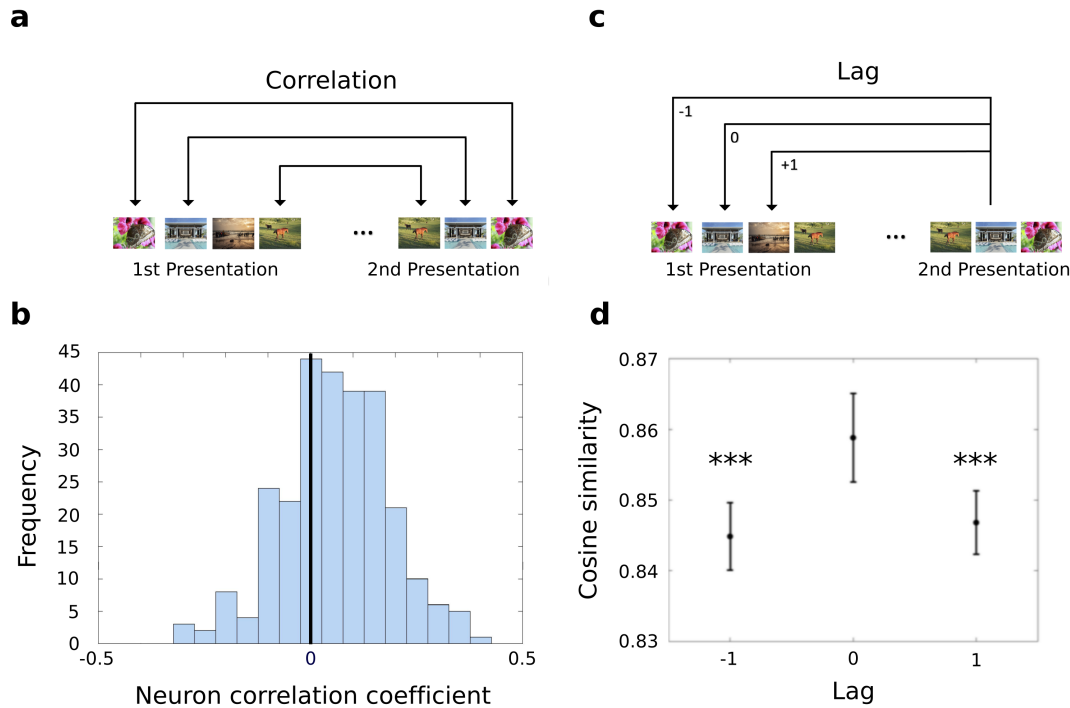 a
Correlation
1st Presentation
...
2nd Presentation
c
Lag
-1
0
+1
1st Presentation
...
2nd Presentation
b
Frequency
45
40
35
30
25
20
15
10
5
0
-0.5
0
0.5
Neuron correlation coefficient
d
Cosine similarity
0.87
0.86
0.85
0.84
0.83
***
***
-1
0
1
Lag